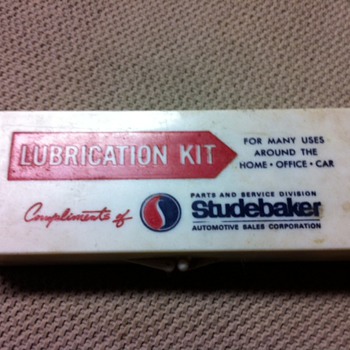 LUBRICATION KIT
FOR MANY USES
AROUND THE
HOME • OFFICE • CAR
Compliments of
S
PARTS AND SERVICE DIVISION
Studebaker
AUTOMOTIVE SALES CORPORATION